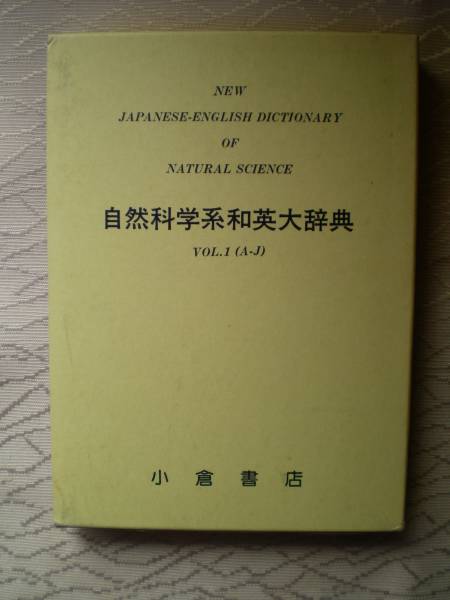 NEW
JAPANESE-ENGLISH DICTIONARY
OF
NATURAL SCIENCE
自然科学系和英大辞典
VOL.1 (A-J)
小倉書店